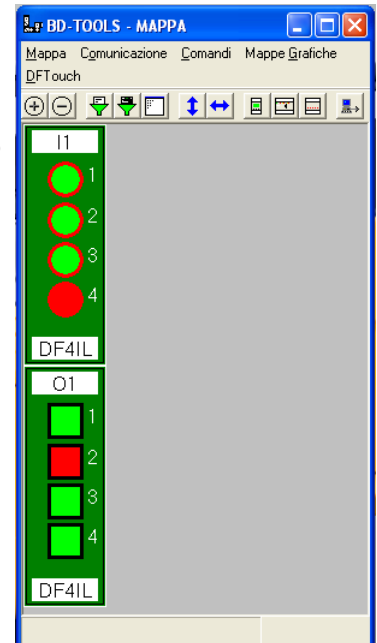 BD-TOOLS - MAPPA
Mappa Comunicazione Comandi Mappe Grafiche
DFTouch
I1
1
2
3
4
DF4IL
O1
1
2
3
4
DF4IL